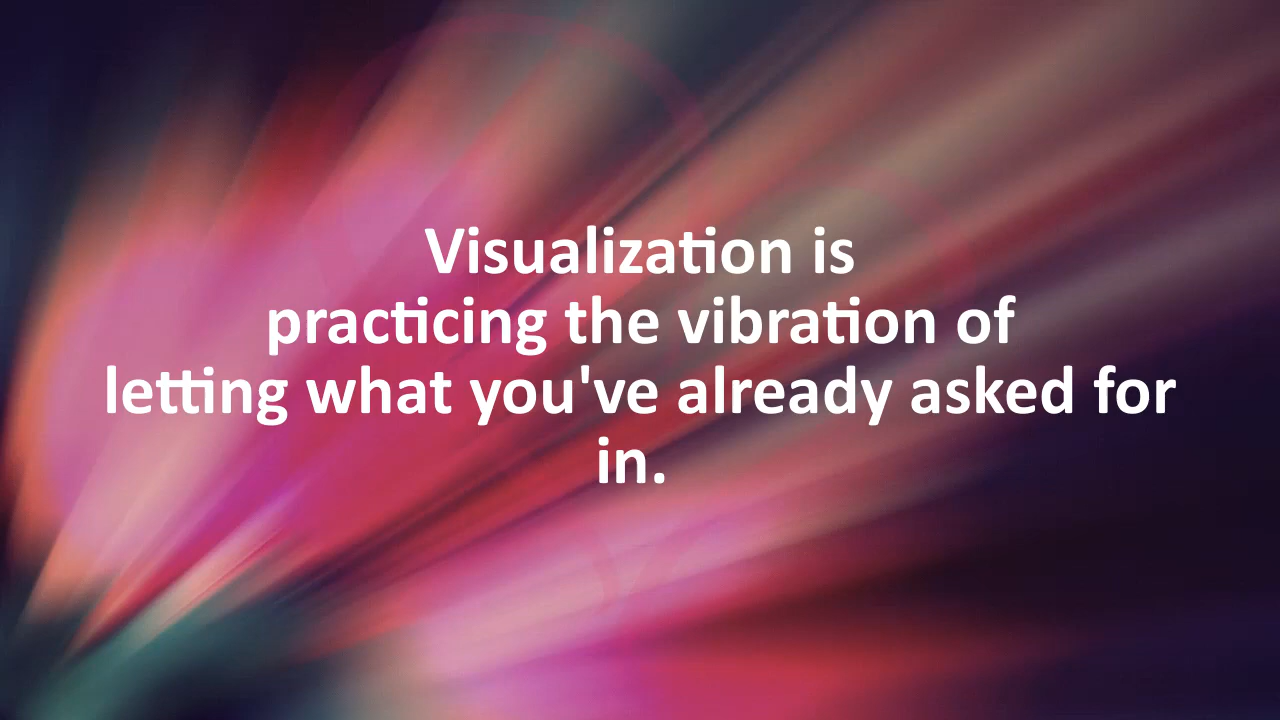 Visualization is
practicing the vibration of
letting what you've already asked for
in.